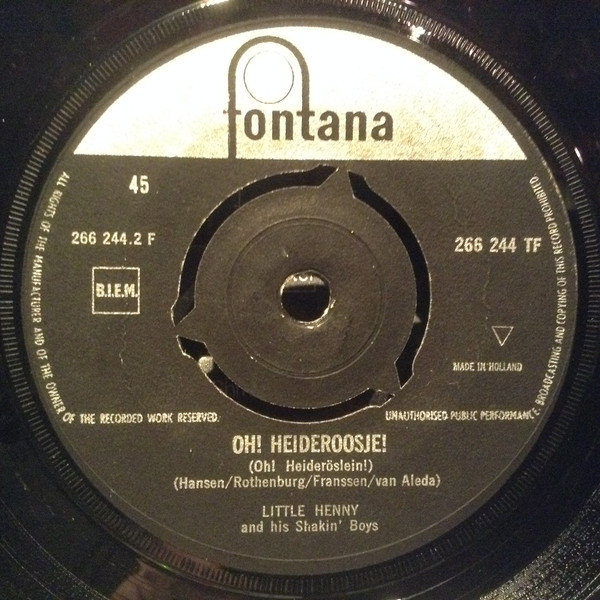 fontana
45
266 244.2 F
266 244 TF
B.I.E.M.
MADE IN HOLLAND
ALL RIGHTS OF THE MANUFACTURER AND OF THE OWNER OF THE RECORDED WORK RESERVED.
UNAUTHORISED PUBLIC PERFORMANCE, BROADCASTING AND COPYING OF THIS RECORD PROHIBITED
OH! HEIDEROOSJE!
(Oh! Heideröslein!)
(Hansen/Rothenburg/Franssen/van Aleda)
LITTLE HENNY
and his Shakin' Boys